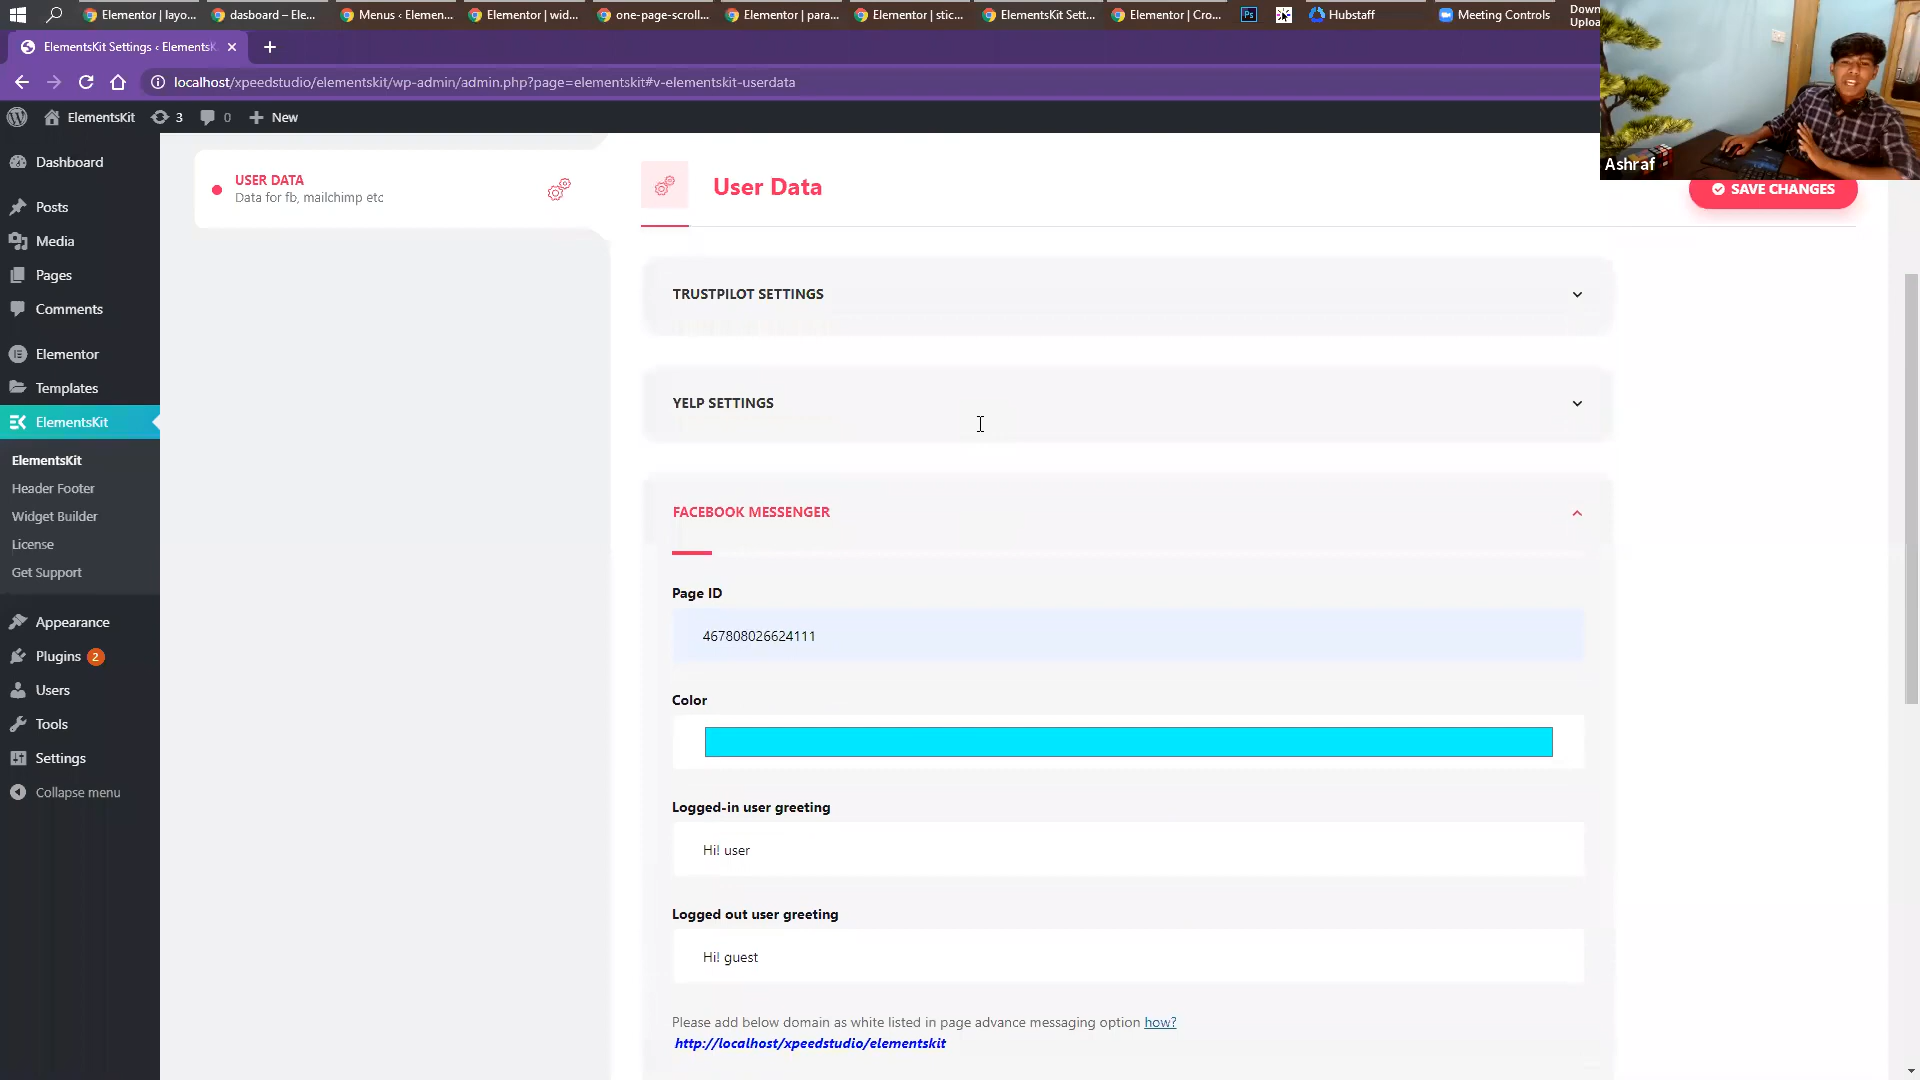 Elementor | layo...
dasboard – Ele...
Menus ‹ Elemen...
Elementor | wid...
one-page-scroll...
Elementor | para...
Elementor | stic...
ElementsKit Sett...
Elementor | Cro...
Ps
Hubstaff
Meeting Controls
Down
Uploa
ElementsKit Settings ‹ ElementsK
localhost/xpeedstudio/elementskit/wp-admin/admin.php?page=elementskit#v-elementskit-userdata
ElementsKit
3
0
New
Ashraf
Dashboard
Posts
Media
Pages
Comments
Elementor
Templates
ElementsKit
ElementsKit
Header Footer
Widget Builder
License
Get Support
Appearance
Plugins 2
Users
Tools
Settings
Collapse menu
USER DATA
Data for fb, mailchimp etc
User Data
SAVE CHANGES
TRUSTPILOT SETTINGS
YELP SETTINGS
FACEBOOK MESSENGER
Page ID
467808026624111
Color
Logged-in user greeting
Hi! user
Logged out user greeting
Hi! guest
Please add below domain as white listed in page advance messaging option how?
http://localhost/xpeedstudio/elementskit